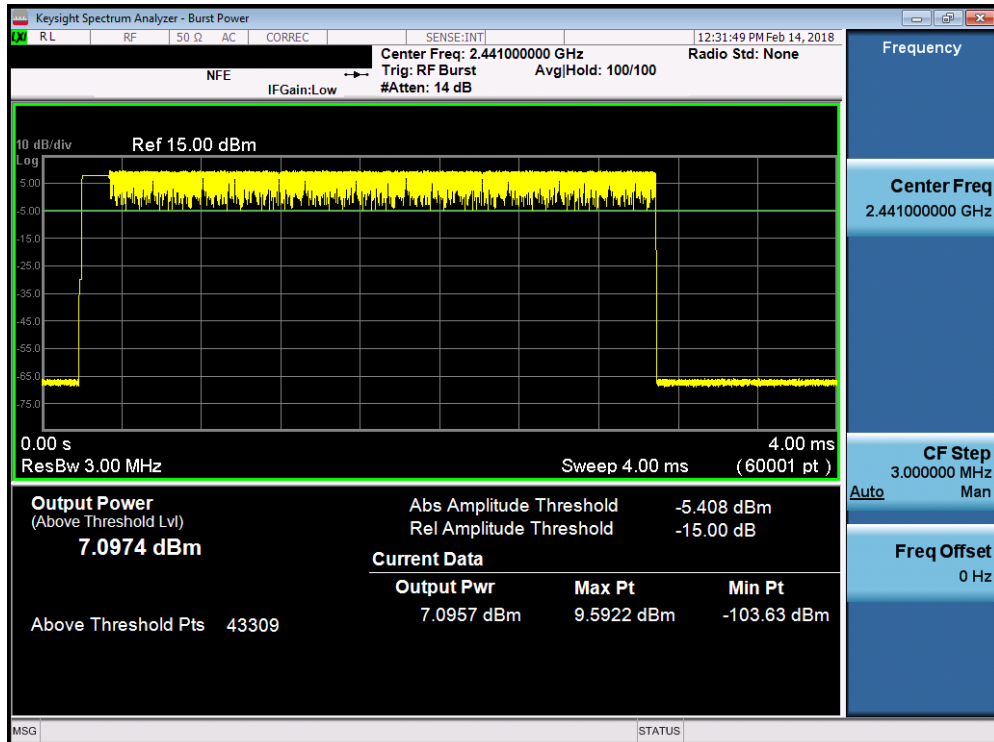 Keysight Spectrum Analyzer - Burst Power
LXI RL RF 50 Ω AC CORREC SENSE:INT 12:31:49 PM Feb 14, 2018
Center Freq: 2.441000000 GHz Radio Std: None
NFE Trig: RF Burst Avg|Hold: 100/100
IFGain:Low #Atten: 14 dB
10 dB/div Ref 15.00 dBm
Log
5.00
-5.00
-15.0
-25.0
-35.0
-45.0
-55.0
-65.0
-75.0
0.00 s 4.00 ms
ResBw 3.00 MHz Sweep 4.00 ms (60001 pt)
Output Power
(Above Threshold Lvl)
7.0974 dBm
Above Threshold Pts 43309
Abs Amplitude Threshold -5.408 dBm
Rel Amplitude Threshold -15.00 dB
Current Data
Output Pwr Max Pt Min Pt
7.0957 dBm 9.5922 dBm -103.63 dBm
Frequency
Center Freq
2.441000000 GHz
CF Step
3.000000 MHz
Auto Man
Freq Offset
0 Hz
MSG STATUS